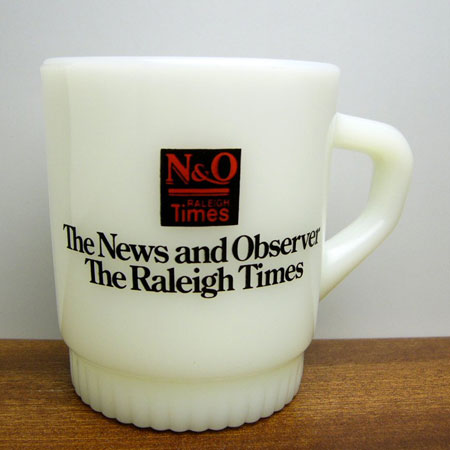 N&O
RALEIGH
Times
The News and Observer
The Raleigh Times